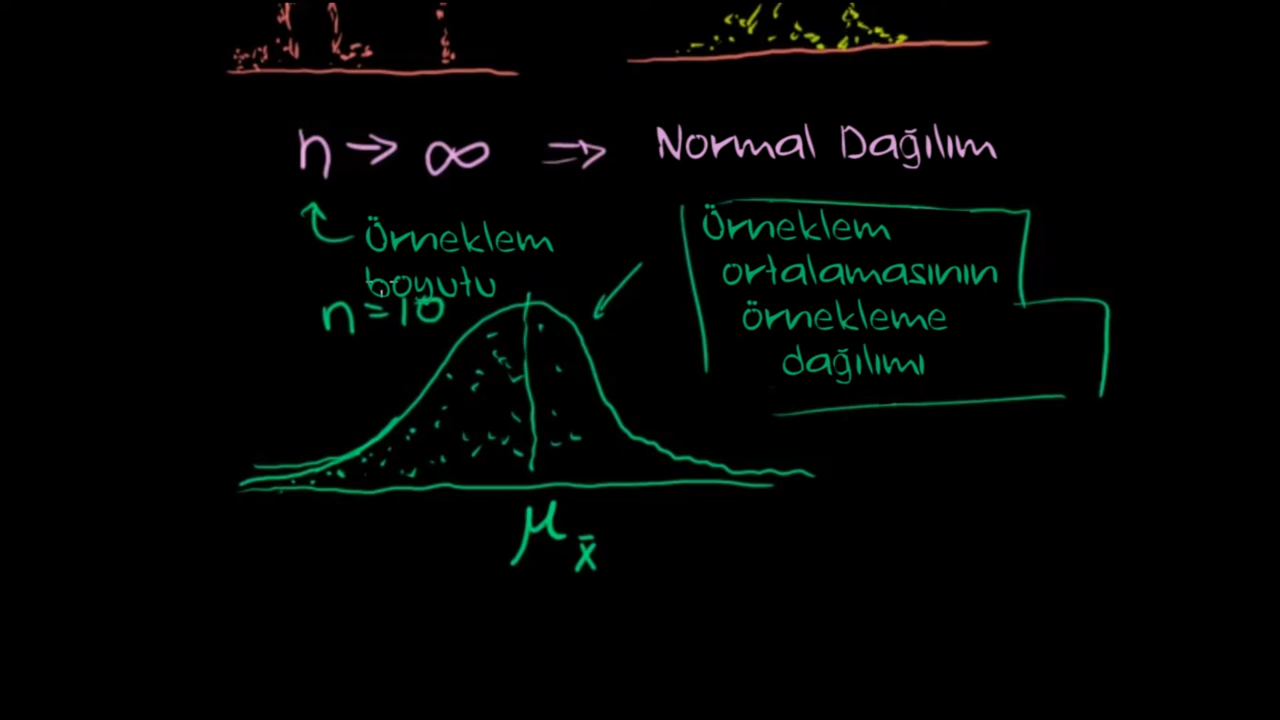 n → ∞ ⇒ Normal Dağılım
Örneklem
boyutu
n = 10
Örneklem
ortalamasının
örnekleme
dağılımı
μx̄